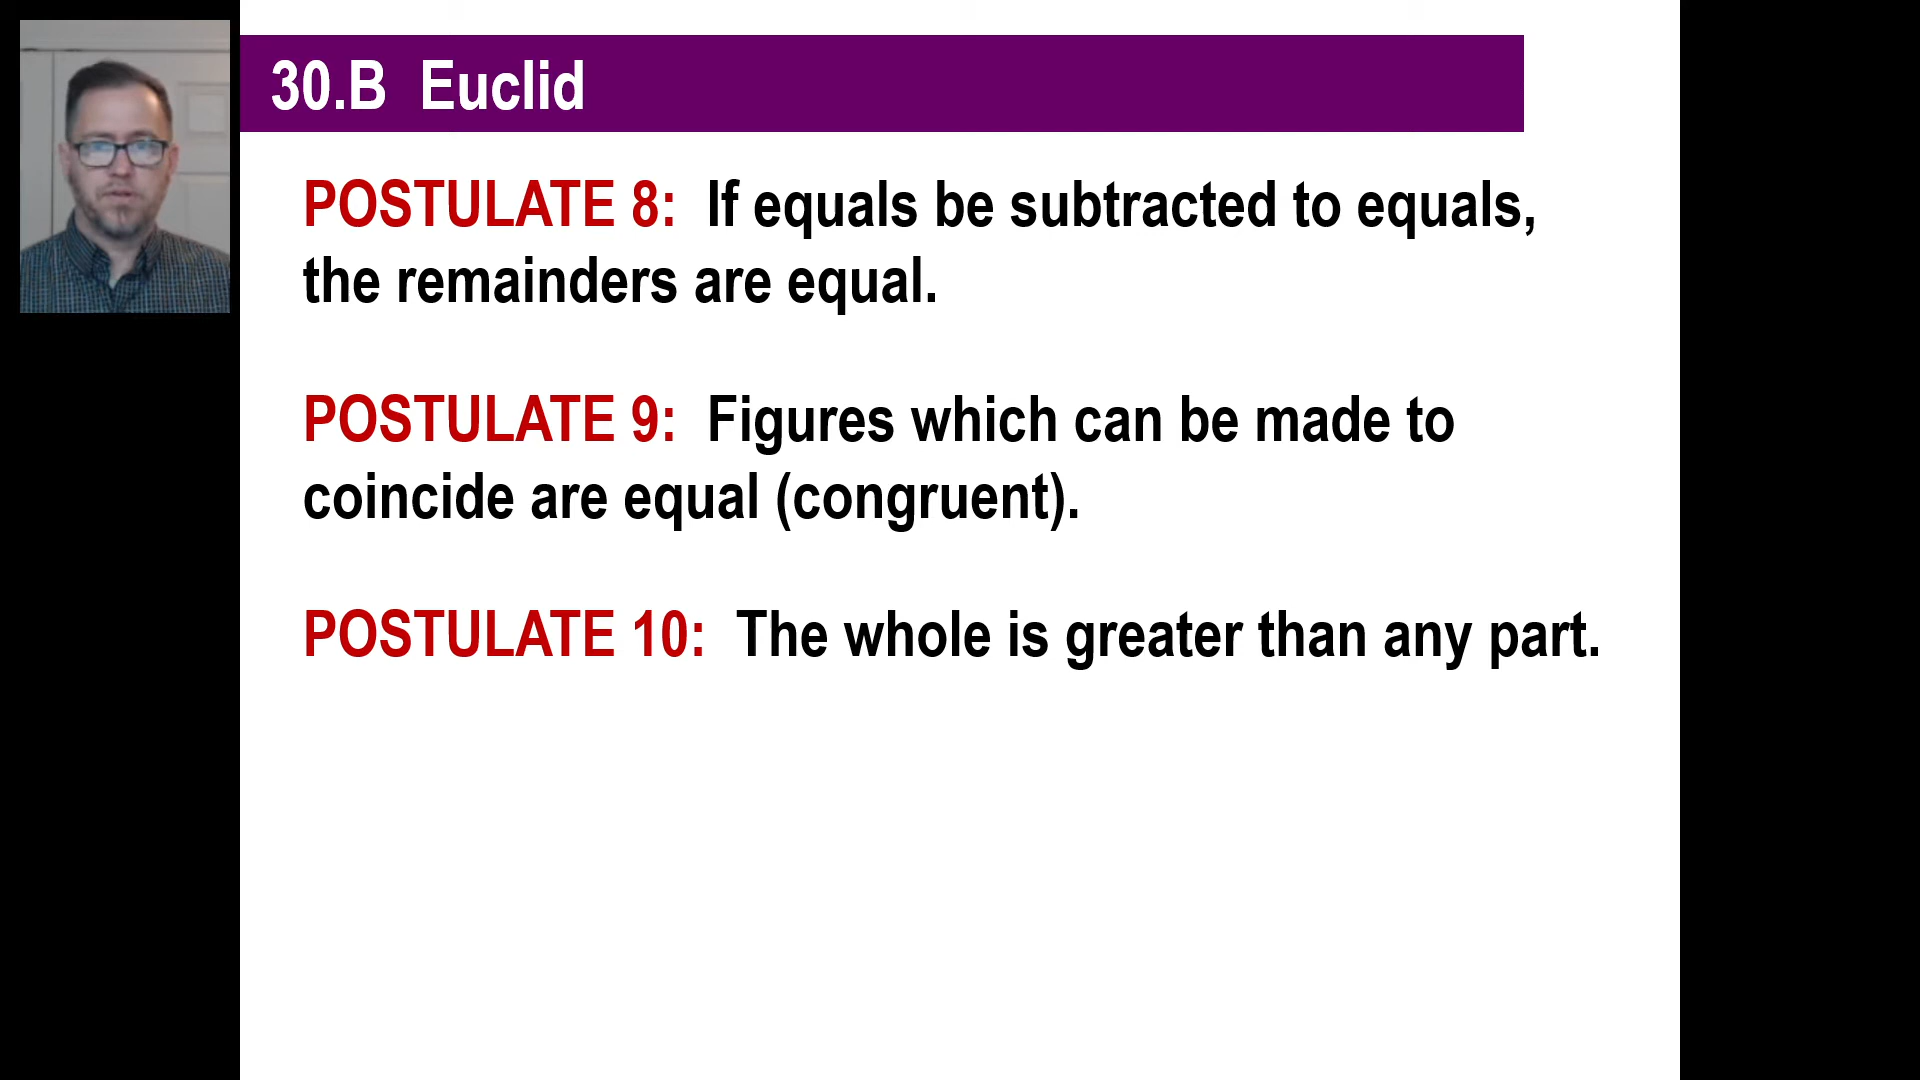 30.B Euclid
POSTULATE 8: If equals be subtracted to equals,
the remainders are equal.
POSTULATE 9: Figures which can be made to
coincide are equal (congruent).
POSTULATE 10: The whole is greater than any part.